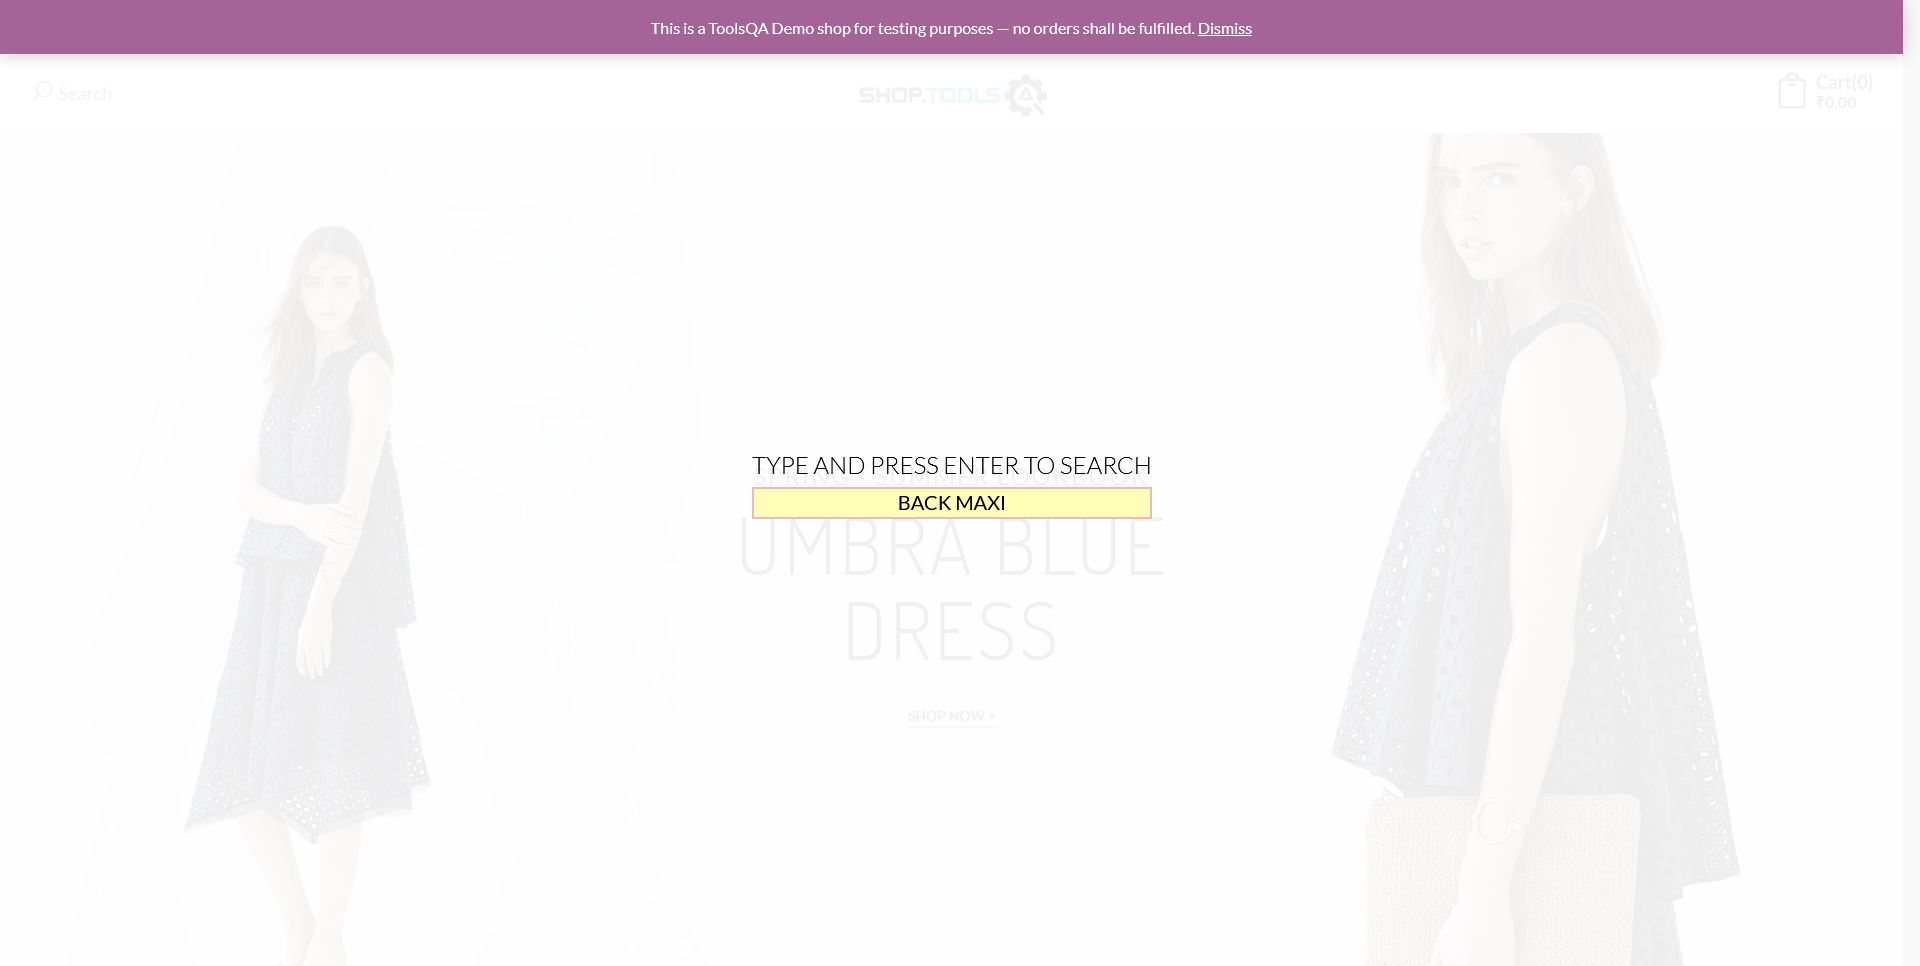 This is a ToolsQA Demo shop for testing purposes — no orders shall be fulfilled. Dismiss
Search
SHOP.TOOLS
Cart(0)
₹0.00
TYPE AND PRESS ENTER TO SEARCH
SPRING - SUMMER LOOKBOOK
BACK MAXI
UMBRA BLUE
DRESS
SHOP NOW >